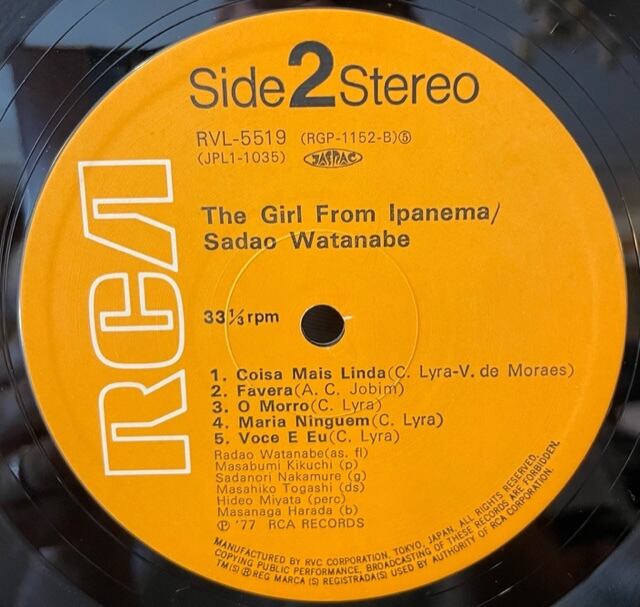 Side 2 Stereo
RVL-5519 (RGP-1152-B)⑤
(JPL1-1035) JASRAC
RCA
The Girl From Ipanema/
Sadao Watanabe
33⅓rpm
1. Coisa Mais Linda(C. Lyra-V. de Moraes)
2. Favera(A. C. Jobim)
3. O Morro(C. Lyra)
4. Maria Ninguem(C. Lyra)
5. Voce E Eu(C. Lyra)
Radao Watanabe(as. fl)
Masabumi Kikuchi (p)
Sadanori Nakamure (g)
Masahiko Togashi (ds)
Hideo Miyata (perc)
Masanaga Harada (b)
Ⓟ '77 RCA RECORDS
MANUFACTURED BY RVC CORPORATION, TOKYO, JAPAN, ALL RIGHTS RESERVED.
COPYING PUBLIC PERFORMANCE, BROADCASTING OF THESE RECORDS ARE FORBIDDEN.
TM(S) ® REG MARCA (S) REGISTRADA(S) USED BY AUTHORITY OF RCA CORPORATION.